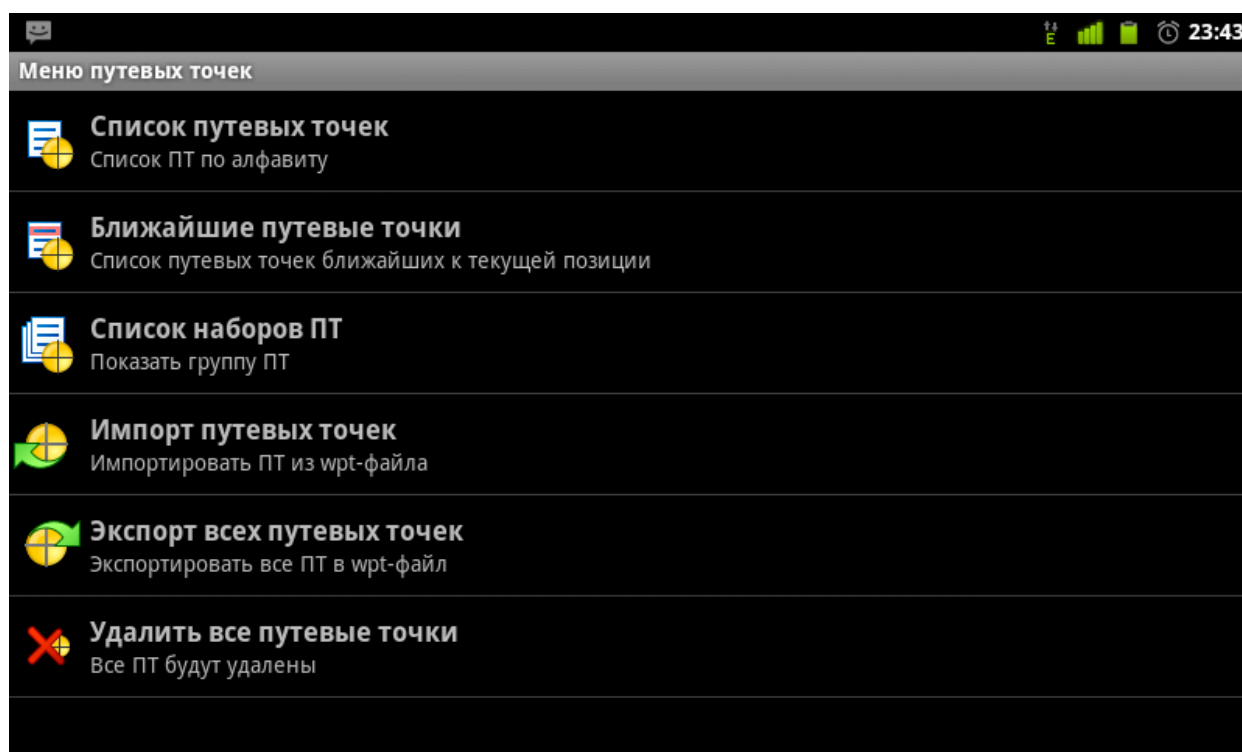 E 23:43
Меню путевых точек
Список путевых точек
Список ПТ по алфавиту
Ближайшие путевые точки
Список путевых точек ближайших к текущей позиции
Список наборов ПТ
Показать группу ПТ
Импорт путевых точек
Импортировать ПТ из wpt-файла
Экспорт всех путевых точек
Экспортировать все ПТ в wpt-файл
Удалить все путевые точки
Все ПТ будут удалены